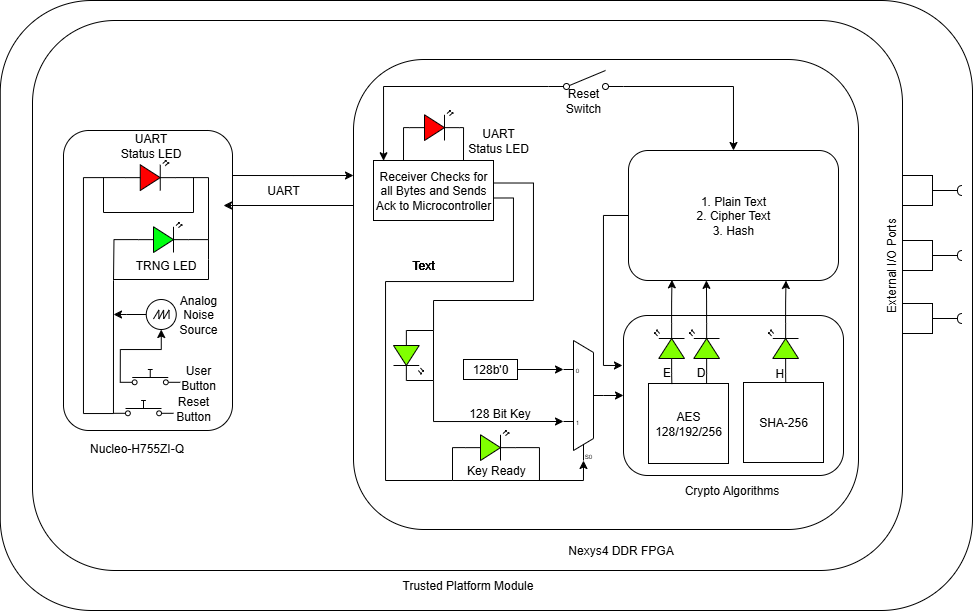 UART
Status LED
TRNG LED
Analog
Noise
Source
User
Button
Reset
Button
Nucleo-H755ZI-Q
UART
Reset
Switch
UART
Status LED
Receiver Checks for
all Bytes and Sends
Ack to Microcontroller
Text
128b'0
0
128 Bit Key
1
S0
Key Ready
1. Plain Text
2. Cipher Text
3. Hash
E
D
H
AES
128/192/256
SHA-256
Crypto Algorithms
Nexys4 DDR FPGA
External I/O Ports
Trusted Platform Module